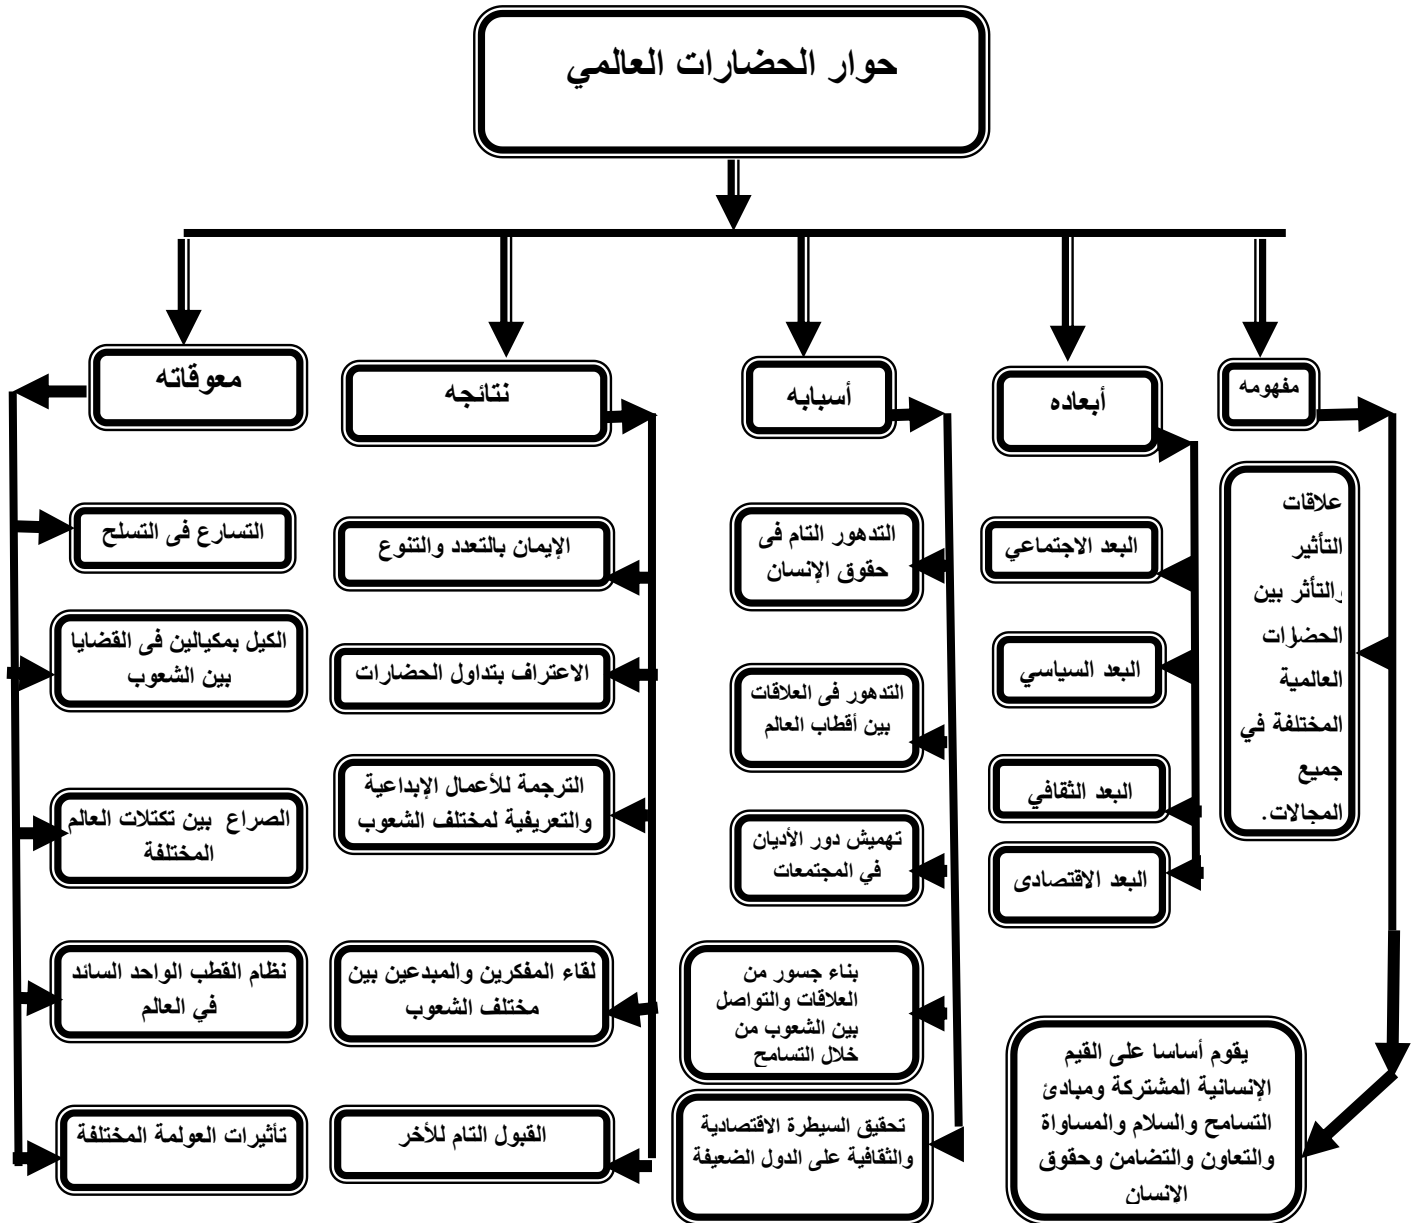 حوار الحضارات العالمي
مفهومه
علاقات
التأثير
والتأثر بين
الحضارات
العالمية
المختلفة في
جميع
المجالات.
يقوم أساسا على القيم
الإنسانية المشتركة ومبادئ
التسامح والسلام والمساواة
والتعاون والتضامن وحقوق
الانسان
أبعاده
البعد الاجتماعي
البعد السياسي
البعد الثقافي
البعد الاقتصادى
أسبابه
التدهور التام فى
حقوق الإنسان
التدهور فى العلاقات
بين أقطاب العالم
تهميش دور الأديان
في المجتمعات
بناء جسور من
العلاقات والتواصل
بين الشعوب من
خلال التسامح
تحقيق السيطرة الاقتصادية
والثقافية على الدول الضعيفة
نتائجه
الإيمان بالتعدد والتنوع
الاعتراف بتداول الحضارات
الترجمة للأعمال الإبداعية
والتعريفية لمختلف الشعوب
لقاء المفكرين والمبدعين بين
مختلف الشعوب
القبول التام للأخر
معوقاته
التسارع فى التسلح
الكيل بمكيالين فى القضايا
بين الشعوب
الصراع بين تكتلات العالم
المختلفة
نظام القطب الواحد السائد
في العالم
تأثيرات العولمة المختلفة